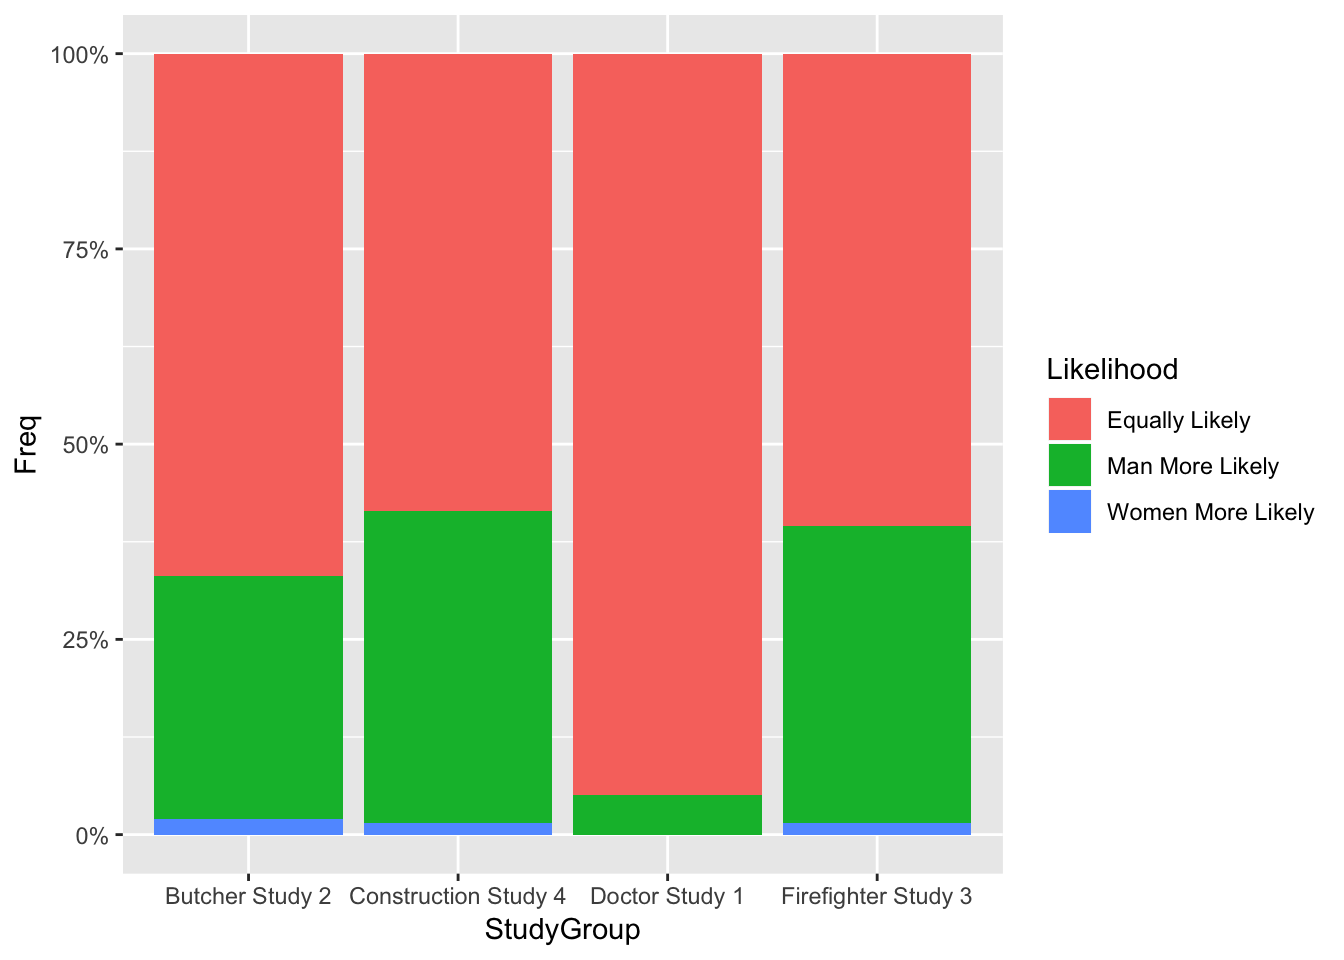 100%
75%
50%
25%
0%
Freq
Butcher Study 2
Construction Study 4
Doctor Study 1
Firefighter Study 3
StudyGroup
Likelihood
Equally Likely
Man More Likely
Women More Likely